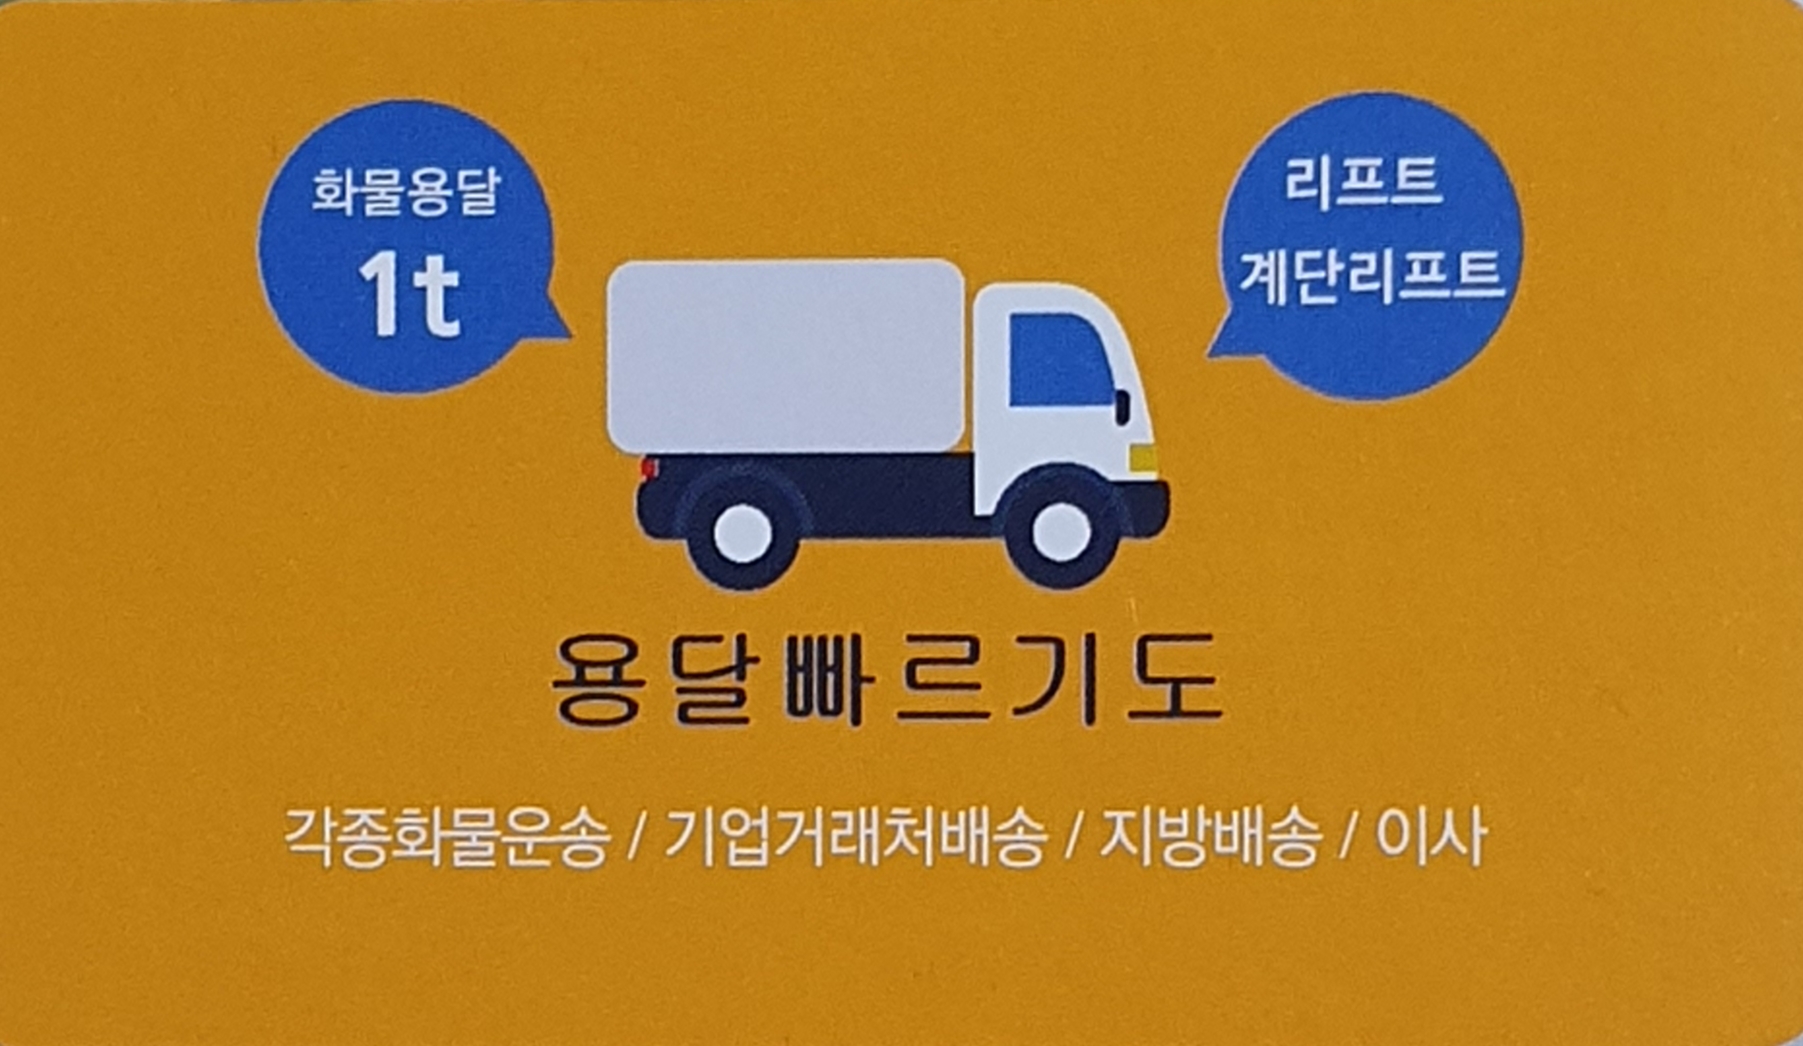 화물용달
1t
리프트
계단리프트
용달빠르기도
각종화물운송 / 기업거래처배송 / 지방배송 / 이사